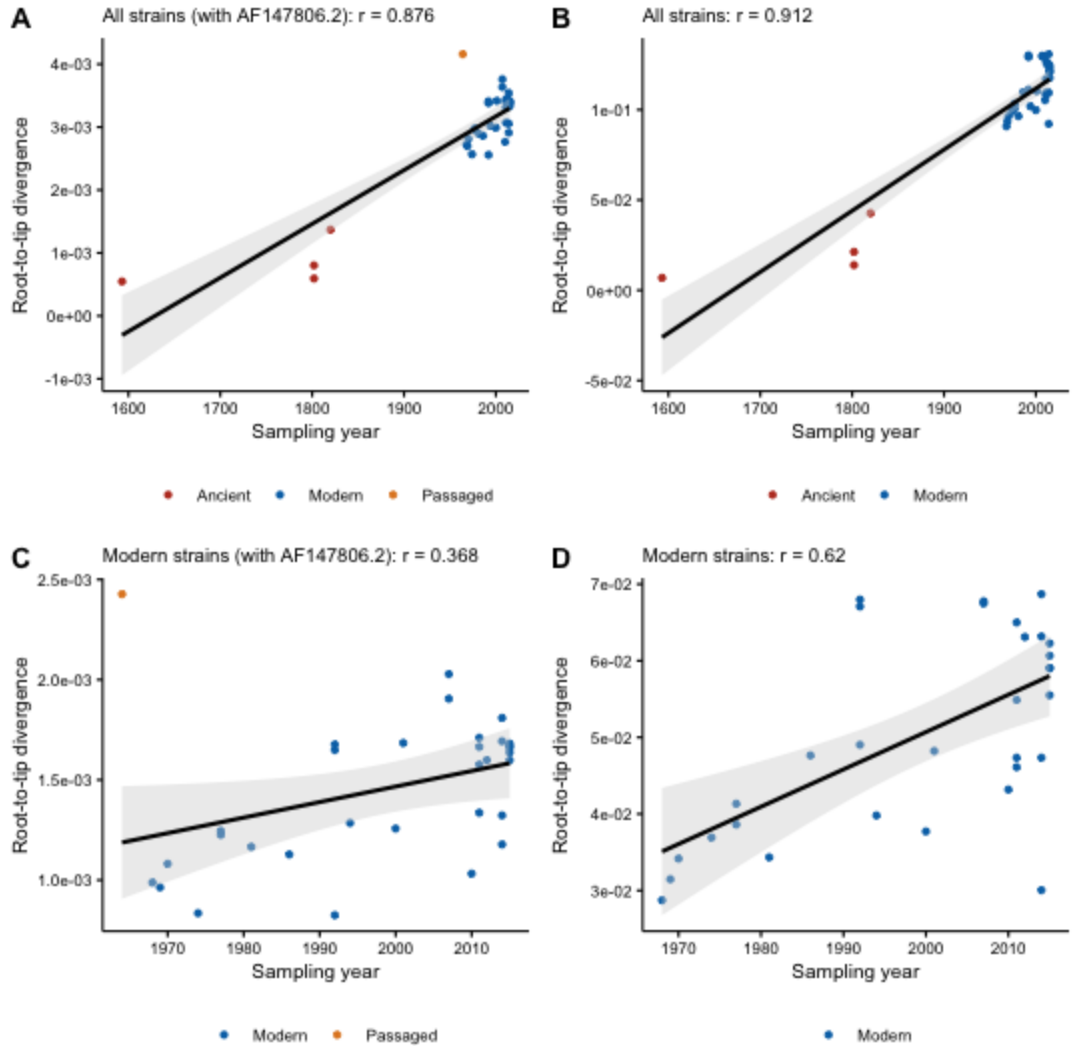 A
All strains (with AF147806.2): r = 0.876
Root-to-tip divergence
4e-03
3e-03
2e-03
1e-03
0e+00
-1e-03
1600
1700
1800
1900
2000
Sampling year
Ancient
Modern
Passaged
B
All strains: r = 0.912
Root-to-tip divergence
1e-01
5e-02
0e+00
-5e-02
1600
1700
1800
1900
2000
Sampling year
Ancient
Modern
C
Modern strains (with AF147806.2): r = 0.368
Root-to-tip divergence
2.5e-03
2.0e-03
1.5e-03
1.0e-03
1970
1980
1990
2000
2010
Sampling year
Modern
Passaged
D
Modern strains: r = 0.62
Root-to-tip divergence
7e-02
6e-02
5e-02
4e-02
3e-02
1970
1980
1990
2000
2010
Sampling year
Modern